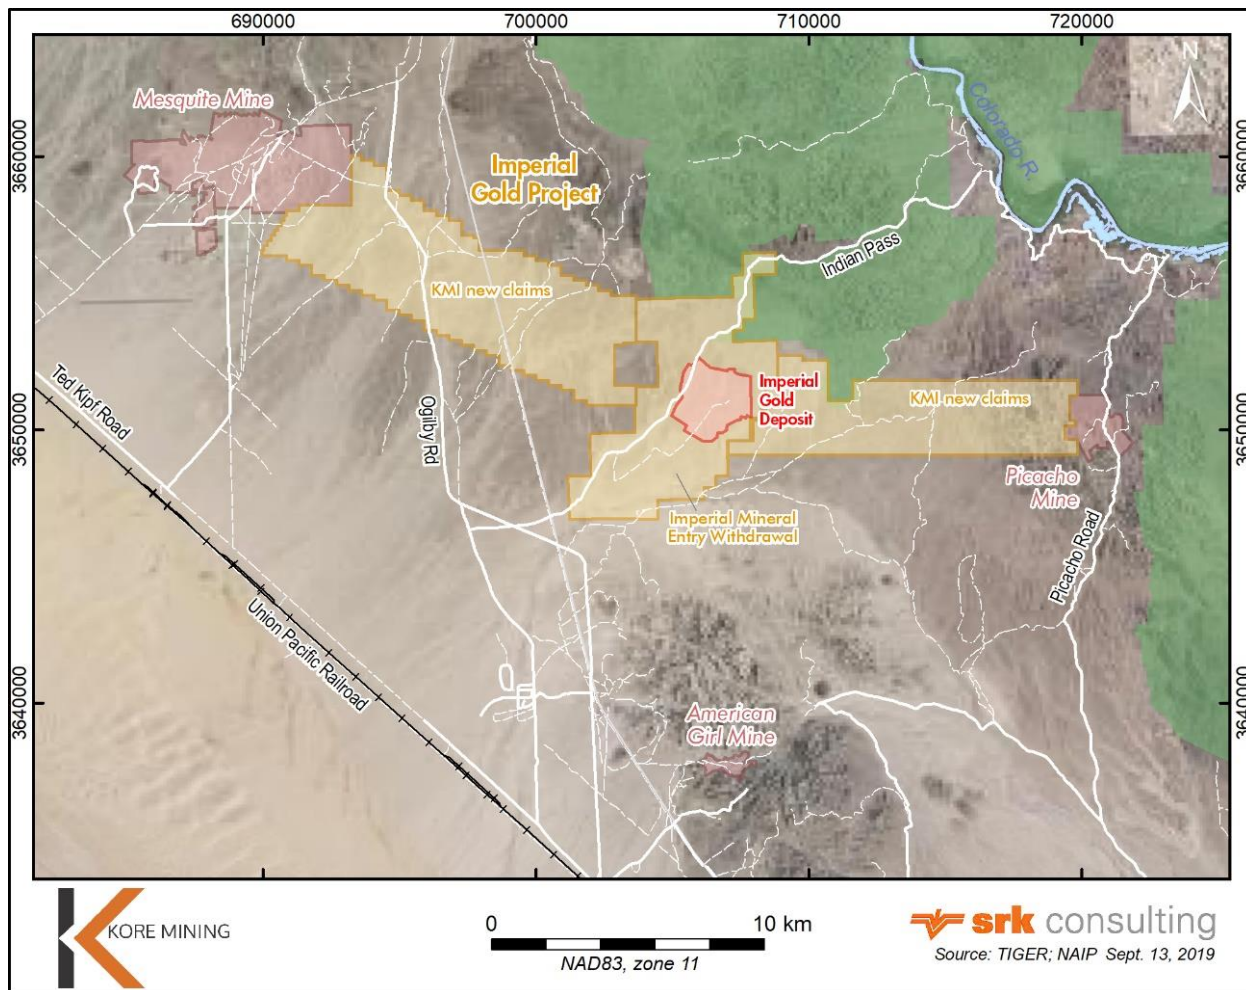 690000
700000
710000
720000
N
Mesquite Mine
Colorado R.
3660000
3660000
Imperial
Gold Project
Indian Pass
KMI new claims
Ted Kipf Road
Ogilby Rd
Imperial
Gold
Deposit
KMI new claims
3650000
3650000
Picacho
Mine
Imperial Mineral
Entry Withdrawal
Picacho Road
Union Pacific Railroad
3640000
3640000
American
Girl Mine
KORE MINING
0
10 km
NAD83, zone 11
srk consulting
Source: TIGER; NAIP Sept. 13, 2019